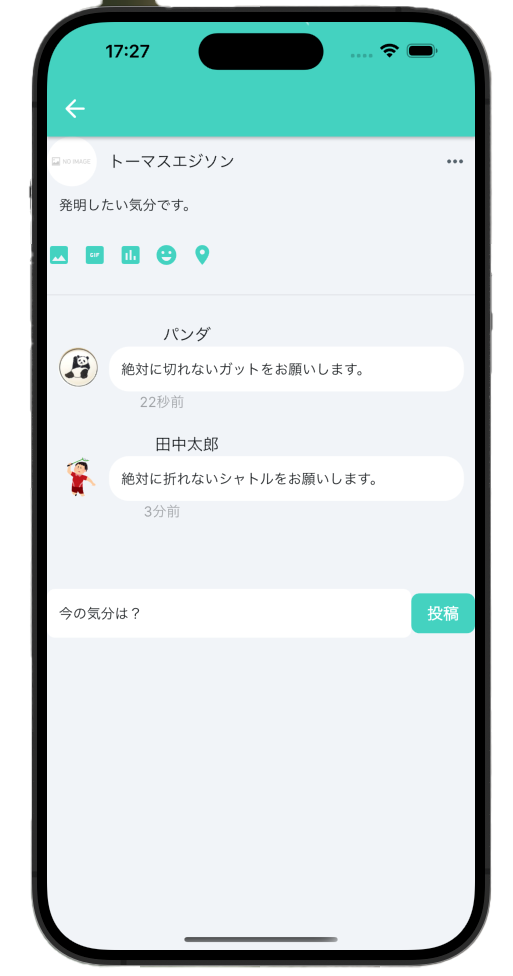 17:27
NO IMAGE
トーマスエジソン
発明したい気分です。
GIF
パンダ
絶対に切れないガットをお願いします。
22秒前
田中太郎
絶対に折れないシャトルをお願いします。
3分前
今の気分は？
投稿